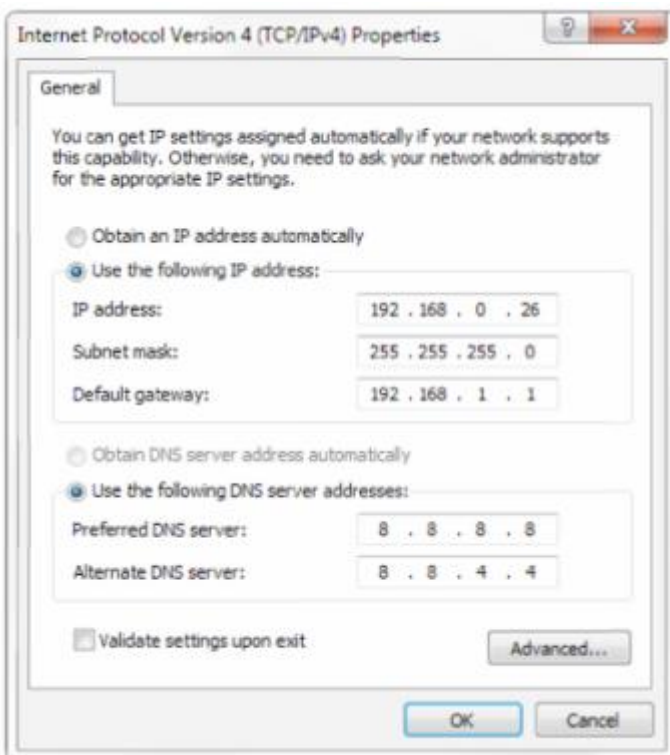 Internet Protocol Version 4 (TCP/IPv4) Properties
General
You can get IP settings assigned automatically if your network supports
this capability. Otherwise, you need to ask your network administrator
for the appropriate IP settings.
Obtain an IP address automatically
Use the following IP address:
IP address: 192 . 168 . 0 . 26
Subnet mask: 255 . 255 . 255 . 0
Default gateway: 192 . 168 . 1 . 1
Obtain DNS server address automatically
Use the following DNS server addresses:
Preferred DNS server: 8 . 8 . 8 . 8
Alternate DNS server: 8 . 8 . 4 . 4
Validate settings upon exit
Advanced...
OK Cancel